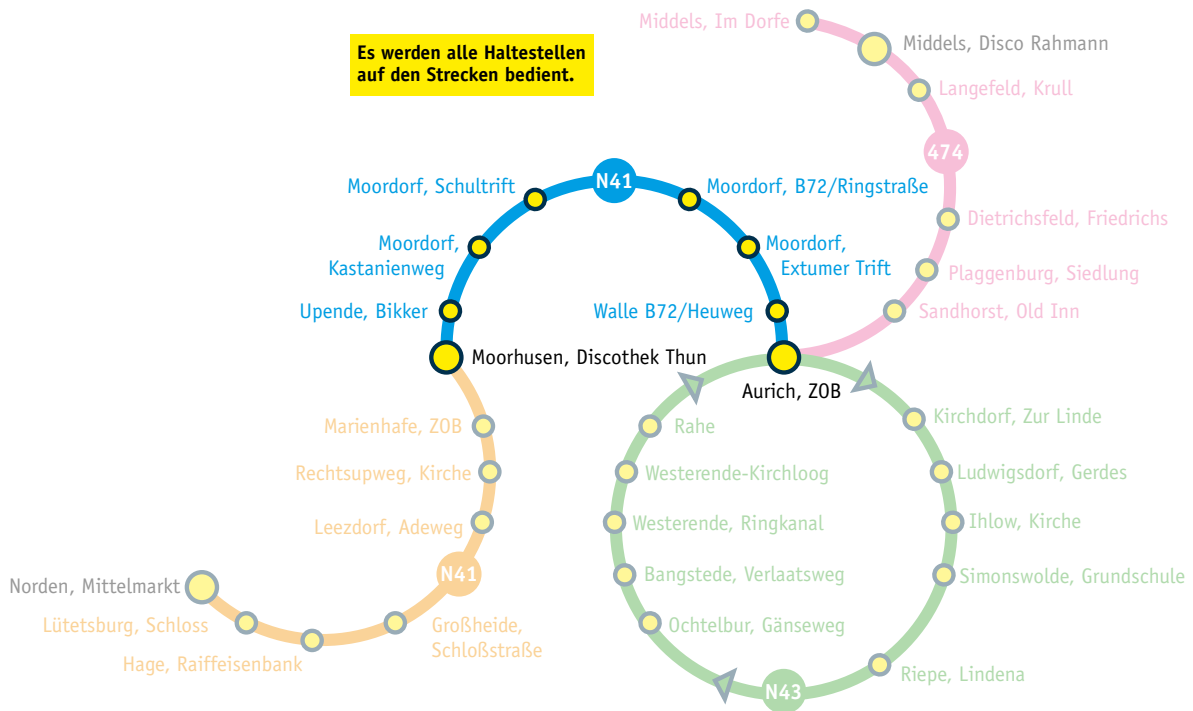 Middels, Im Dorfe
Es werden alle Haltestellen
auf den Strecken bedient.
Middels, Disco Rahmann
Langefeld, Krull
474
N41
Moordorf, Schultrift
Moordorf, B72/Ringstraße
Dietrichsfeld, Friedrichs
Moordorf,
Kastanienweg
Moordorf,
Extumer Trift
Plaggenburg, Siedlung
Upende, Bikker
Walle B72/Heuweg
Sandhorst, Old Inn
Moorhusen, Discothek Thun
Aurich, ZOB
Marienhafe, ZOB
Rahe
Kirchdorf, Zur Linde
Rechtsupweg, Kirche
Westerende-Kirchloog
Ludwigsdorf, Gerdes
Leezdorf, Adeweg
Westerende, Ringkanal
Ihlow, Kirche
N41
Norden, Mittelmarkt
Bangstede, Verlaatsweg
Simonswolde, Grundschule
Lütetsburg, Schloss
Großheide,
Schloßstraße
Ochtelbur, Gänseweg
Hage, Raiffeisenbank
Riepe, Lindena
N43